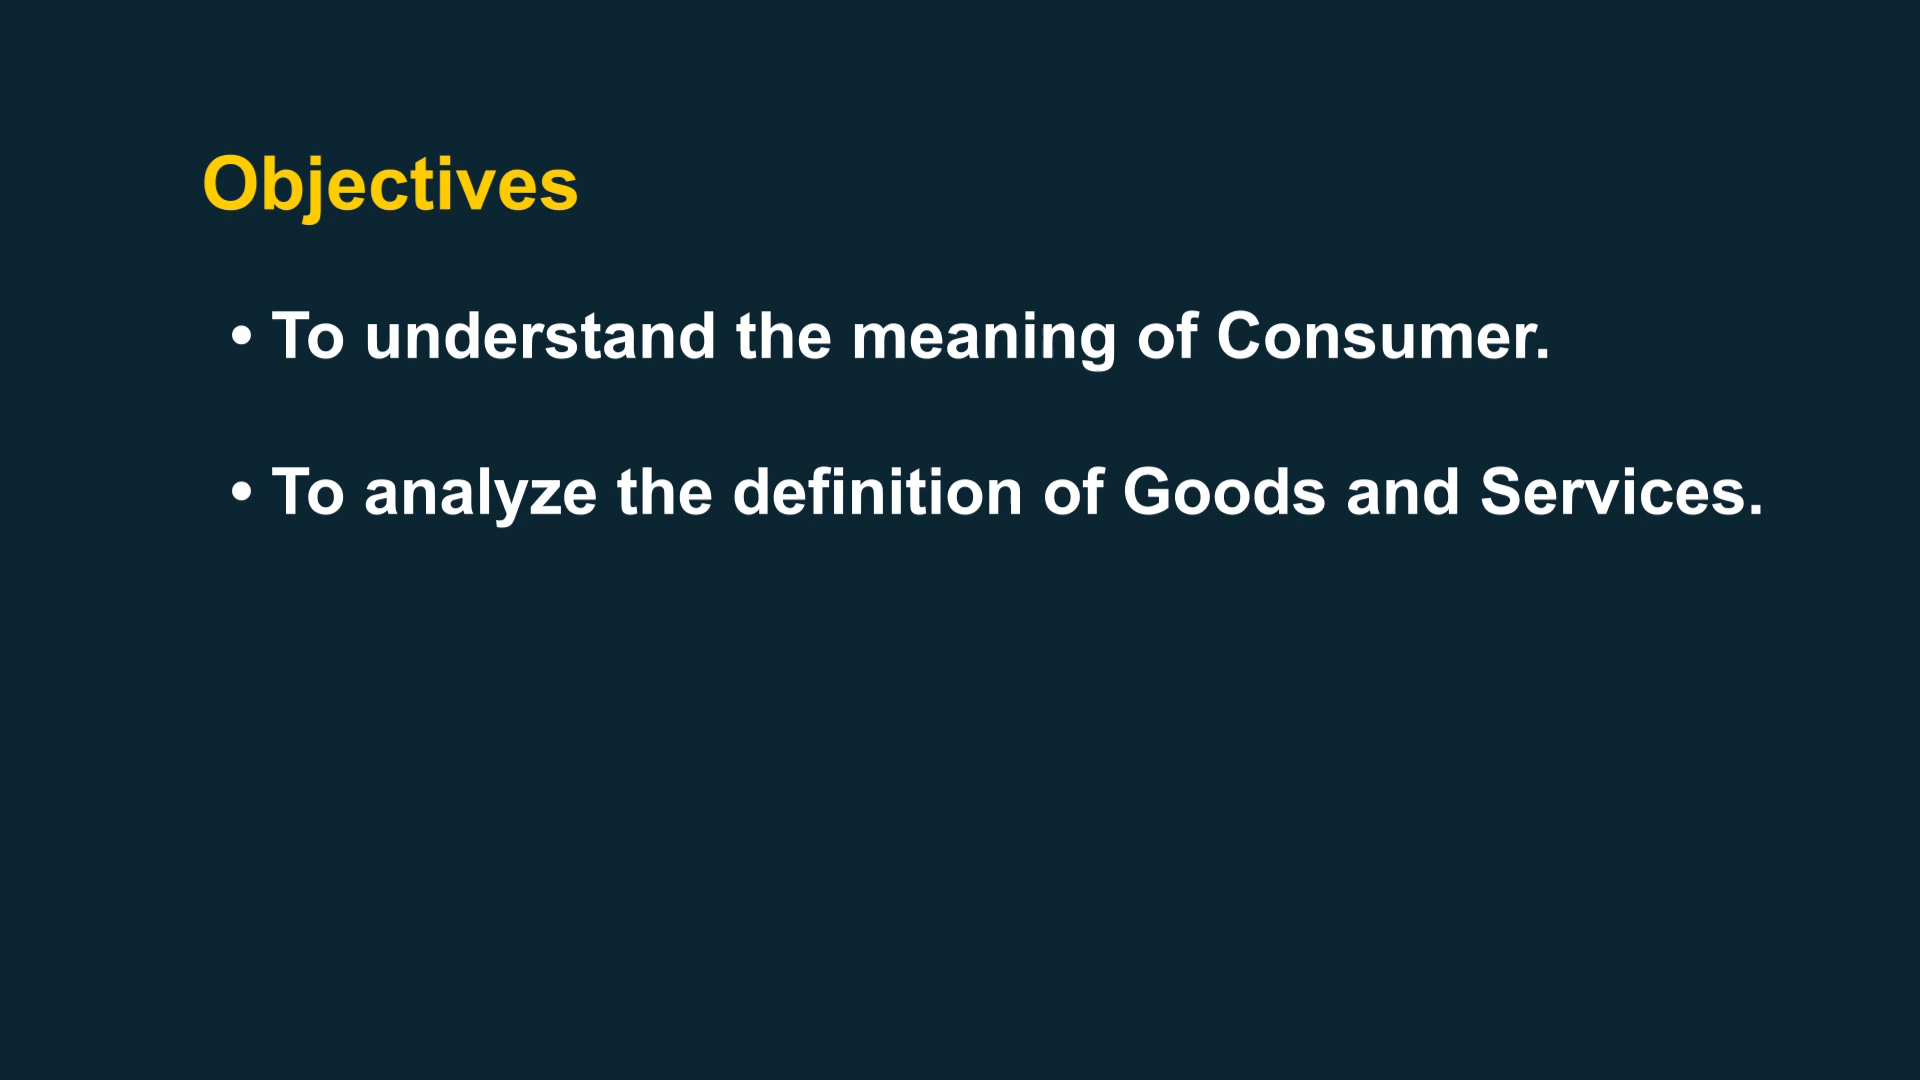 Objectives
• To understand the meaning of Consumer.
• To analyze the definition of Goods and Services.